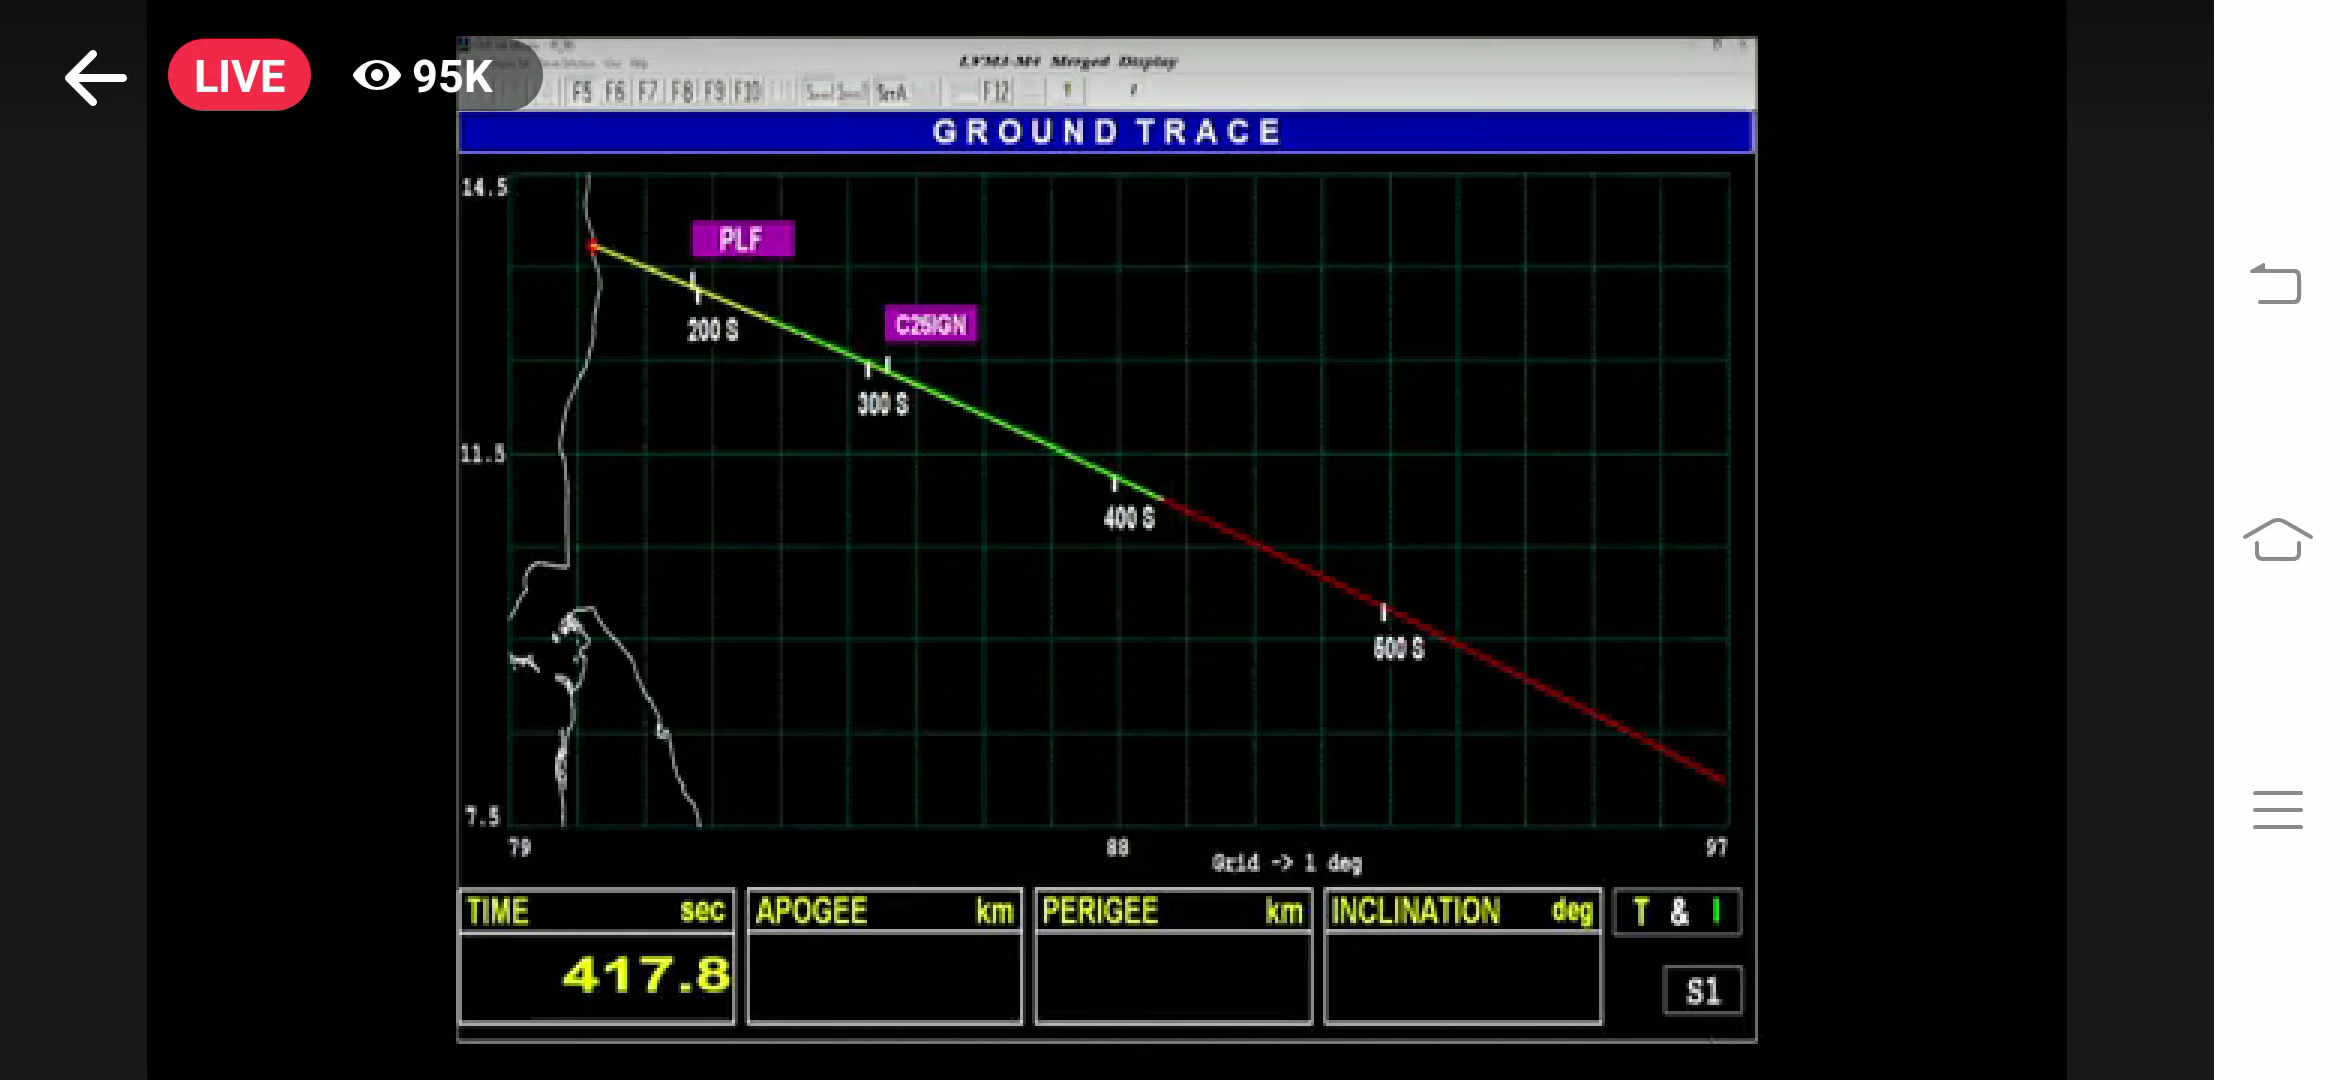 LIVE
95K
LVM3-M4 Merged Display
F5 F6 F7 F8 F9 F10 F12
GROUND TRACE
14.5
PLF
200 S
C25IGN
300 S
11.5
400 S
500 S
7.5
79 88 97
Grid -> 1 deg
TIME sec APOGEE km PERIGEE km INCLINATION deg T & I
417.8
S1